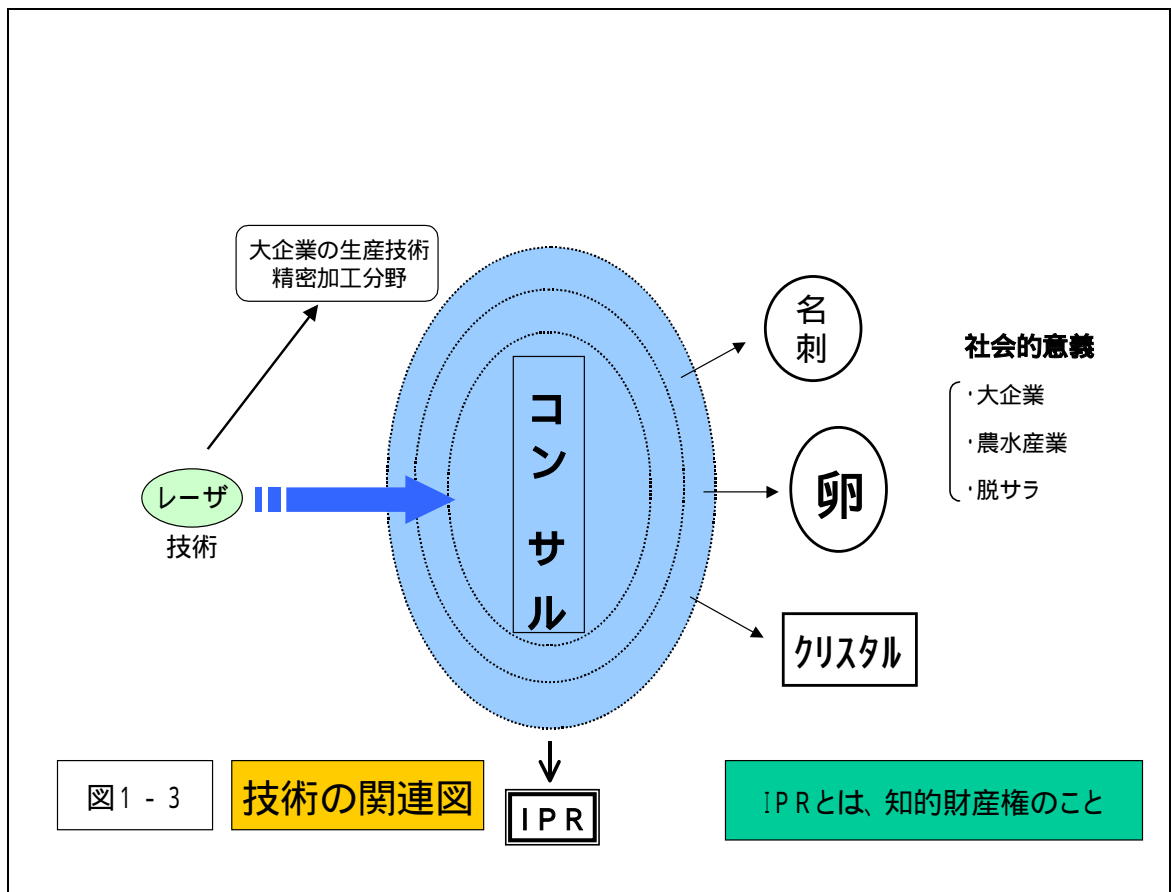 大企業の生産技術
精密加工分野
レーザ
技術
コンサル
名刺
卵
クリスタル
社会的意義
・大企業
・農水産業
・脱サラ
図1-3
技術の関連図
IPR
IPRとは、知的財産権のこと